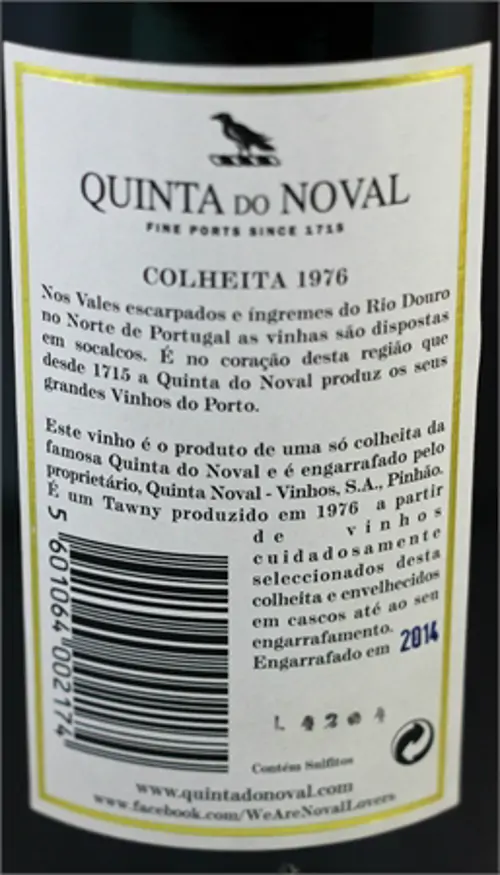 QUINTA DO NOVAL
FINE PORTS SINCE 1715
COLHEITA 1976
Nos Vales escarpados e íngremes do Rio Douro
no Norte de Portugal as vinhas são dispostas
em socalcos. É no coração desta região que
desde 1715 a Quinta do Noval produz os seus
grandes Vinhos do Porto.
Este vinho é o produto de uma só colheita da
famosa Quinta do Noval e é engarrafado pelo
proprietário, Quinta Noval - Vinhos, S.A., Pinhão.
É um Tawny produzido em 1976 a partir
de vinhos
cuidadosamente
seleccionados desta
colheita e envelhecidos
em cascos até ao seu
engarrafamento.
Engarrafado em 2014
5 601064 002174
L 4204
Contém Sulfitos
www.quintadonoval.com
www.facebook.com/WeAreNovalLovers